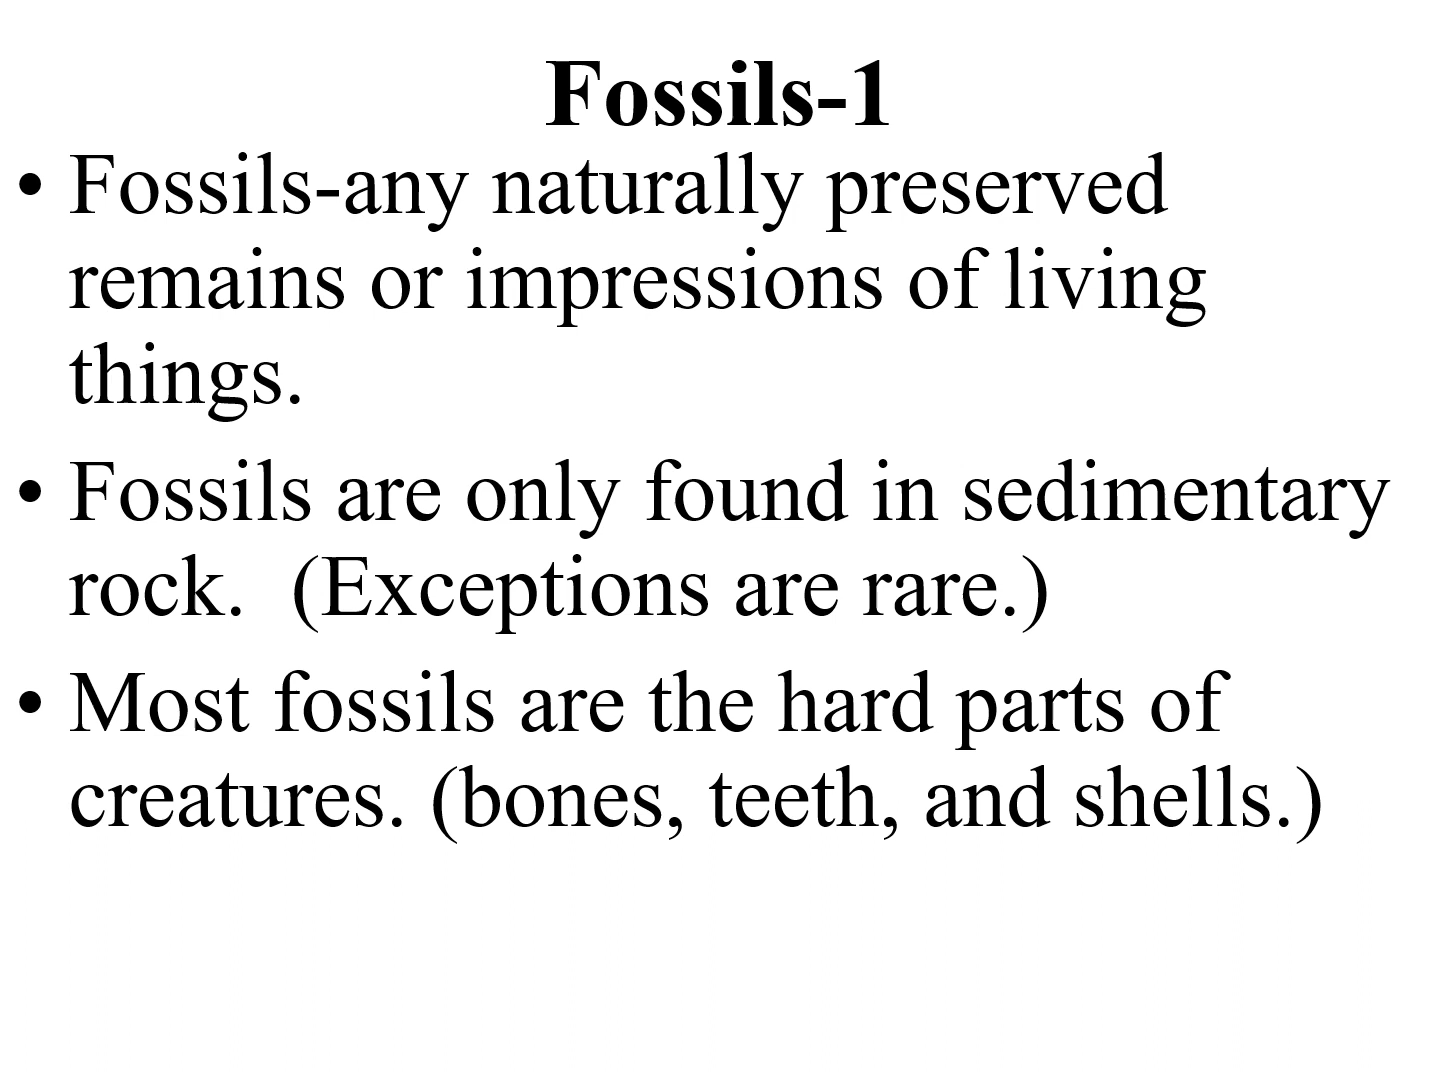 Fossils-1
• Fossils-any naturally preserved
remains or impressions of living
things.
• Fossils are only found in sedimentary
rock.  (Exceptions are rare.)
• Most fossils are the hard parts of
creatures. (bones, teeth, and shells.)